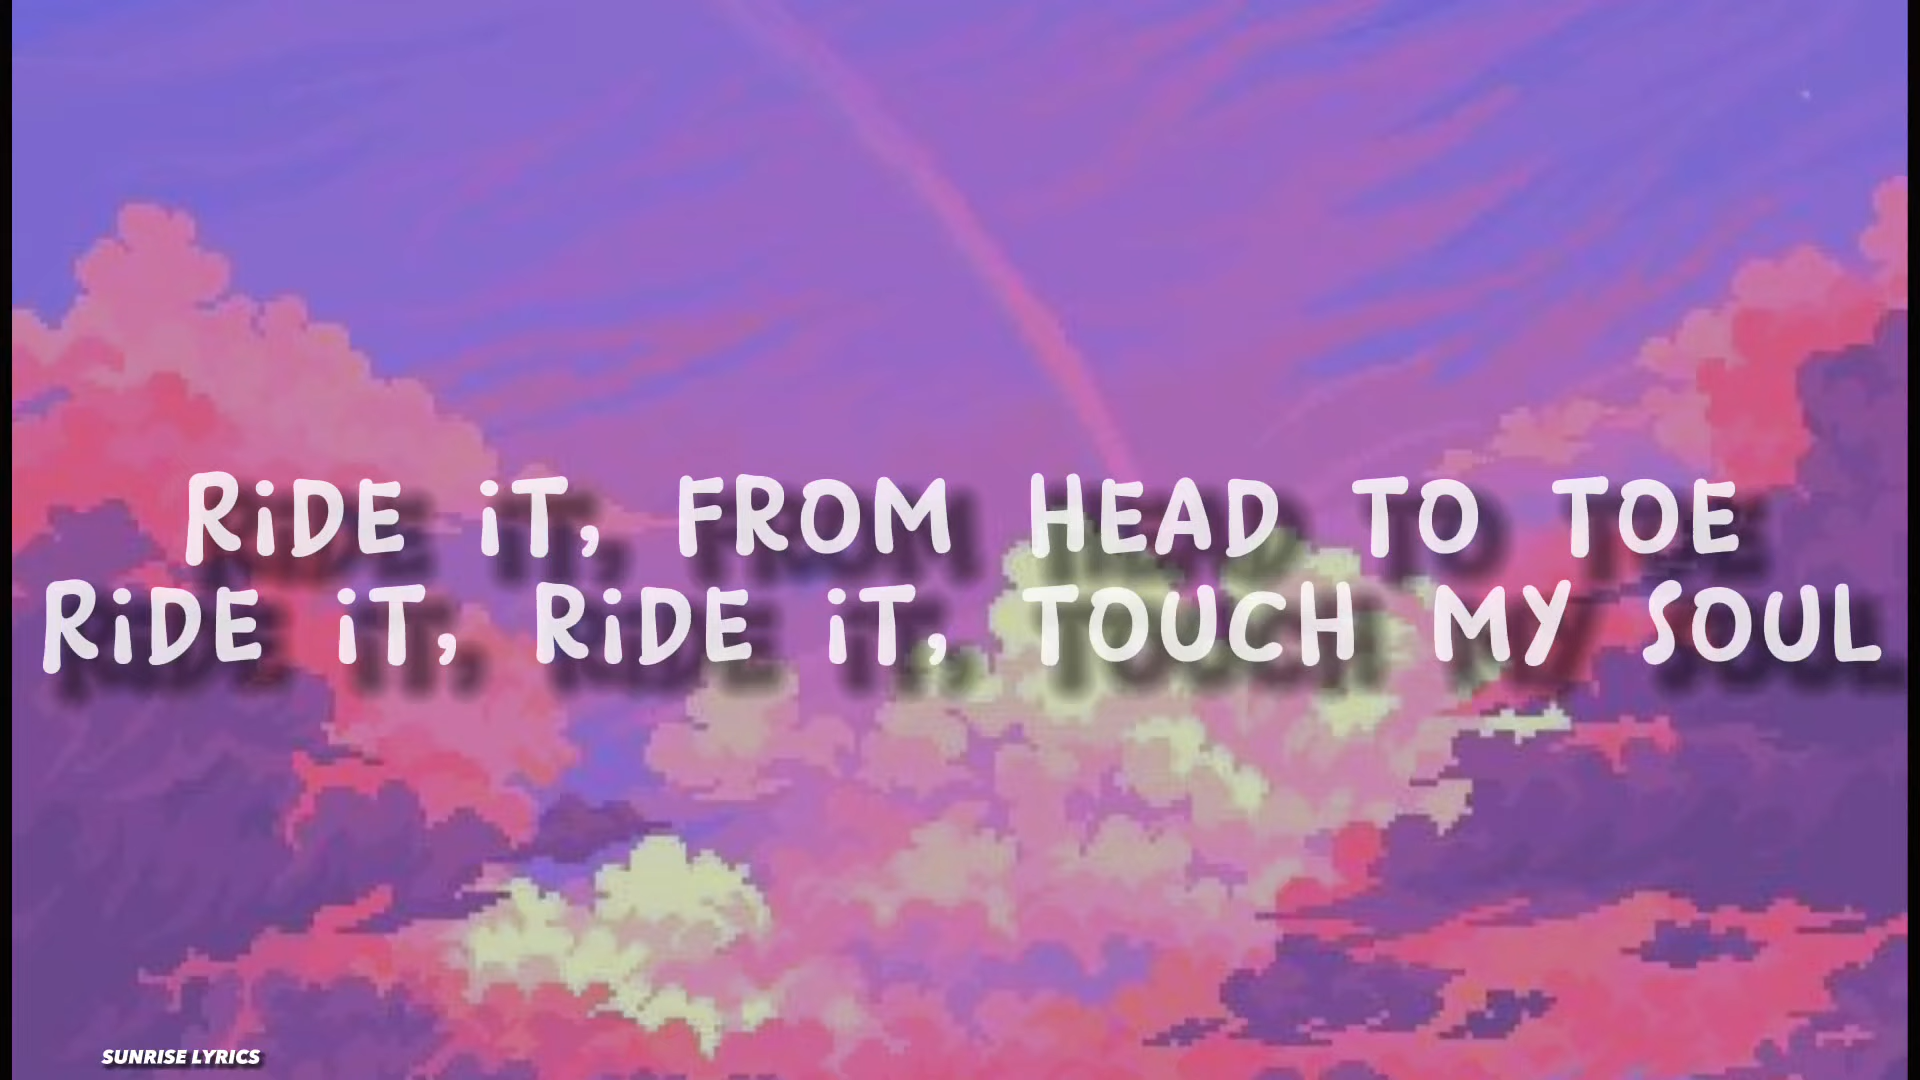 RiDE iT, FROM HEAD TO TOE
RiDE iT, RiDE iT, TOUCH MY SOUL
SUNRISE LYRICS